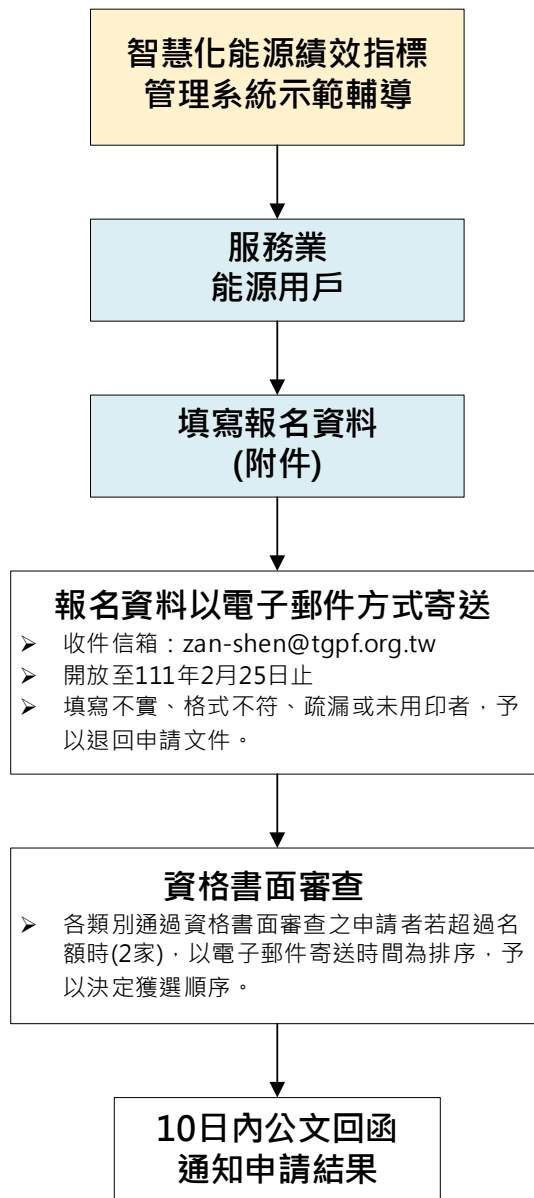 智慧化能源績效指標
管理系統示範輔導
服務業
能源用戶
填寫報名資料
(附件)
報名資料以電子郵件方式寄送
➢ 收件信箱：zan-shen@tgpf.org.tw
➢ 開放至111年2月25日止
➢ 填寫不實、格式不符、疏漏或未用印者，予
以退回申請文件。
資格書面審查
➢ 各類別通過資格書面審查之申請者若超過名
額時(2家)，以電子郵件寄送時間為排序，予
以決定獲選順序。
10日內公文回函
通知申請結果